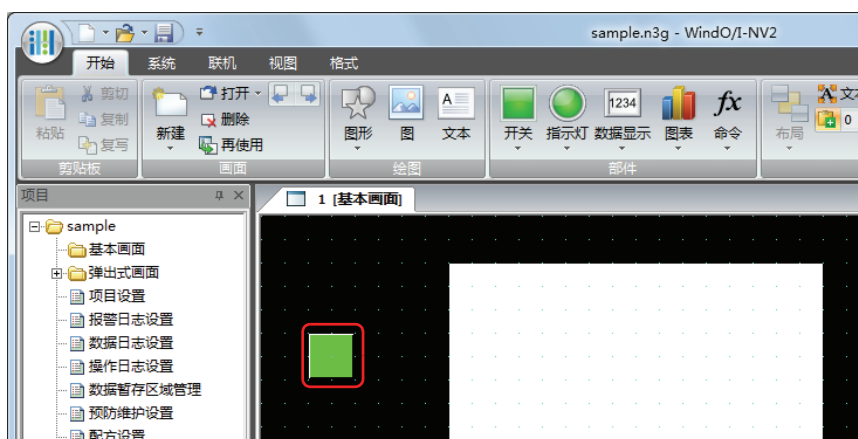 sample.n3g - WindO/I-NV2
开始 系统 联机 视图 格式
剪切 打开
复制 删除
粘贴 复写 新建 再使用
图形 图 文本
1234
fx
开关 指示灯 数据显示 图表 命令
布局
0
剪贴板 画面 绘图 部件
项目
1 [基本画面]
sample
基本画面
弹出式画面
项目设置
报警日志设置
数据日志设置
操作日志设置
数据暂存区域管理
预防维护设置
配方设置